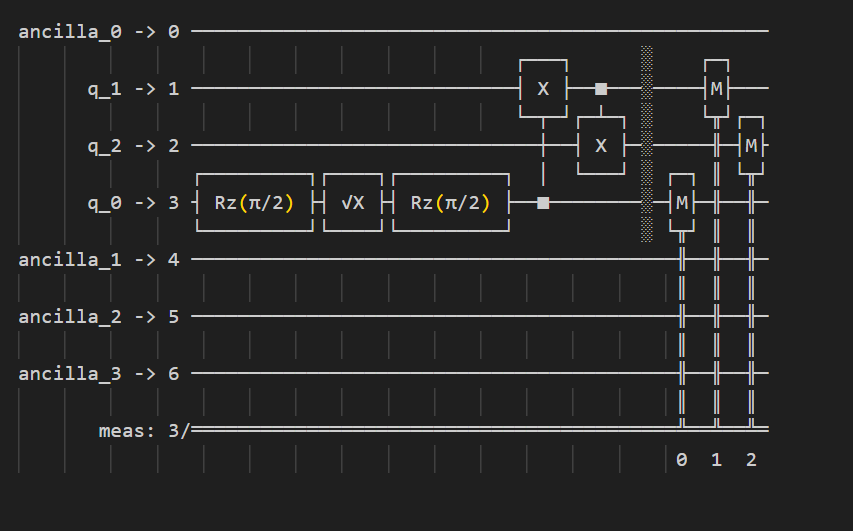 ancilla_0 -> 0
q_1 -> 1 X M
q_2 -> 2 X M
q_0 -> 3 Rz(π/2) √X Rz(π/2) M
ancilla_1 -> 4
ancilla_2 -> 5
ancilla_3 -> 6
meas: 3/
0 1 2